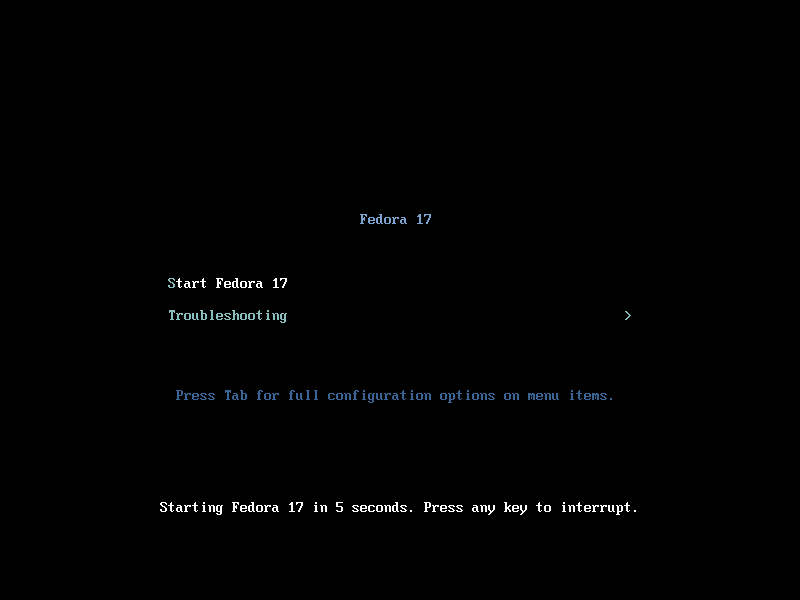 Fedora 17
Start Fedora 17
Troubleshooting >
Press Tab for full configuration options on menu items.
Starting Fedora 17 in 5 seconds. Press any key to interrupt.